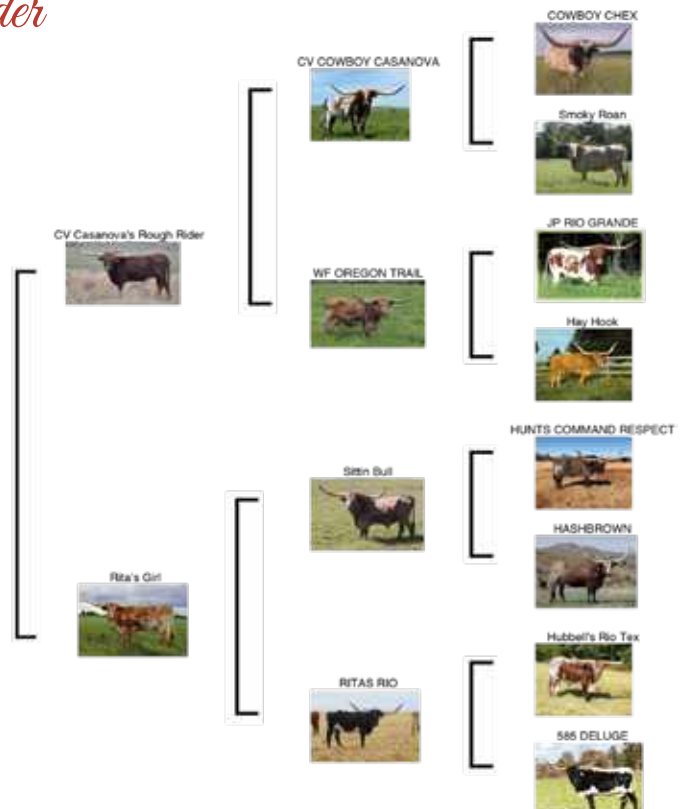 der
COWBOY CHEX
CV COWBOY CASANOVA
Smoky Roan
CV Casanova's Rough Rider
JP RIO GRANDE
WF OREGON TRAIL
Hay Hook
HUNTS COMMAND RESPECT
Sittin Bull
HASHBROWN
Rita's Girl
Hubbell's Rio Tex
RITAS RIO
585 DELUGE